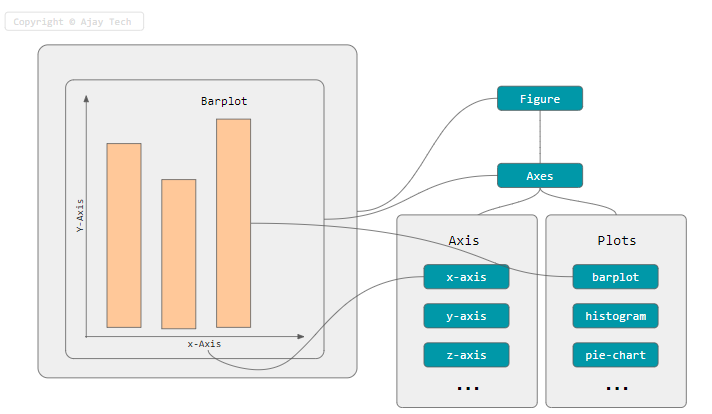 Copyright © Ajay Tech
Barplot
Y-Axis
x-Axis
Figure
Axes
Axis
x-axis
y-axis
z-axis
...
Plots
barplot
histogram
pie-chart
...